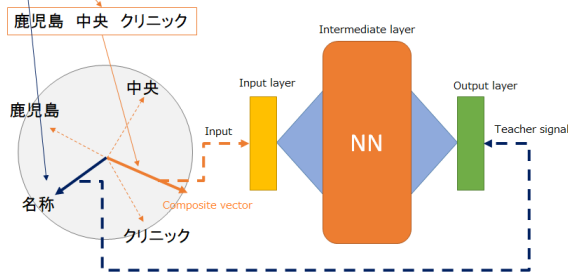 鹿児島 中央 クリニック
Intermediate layer
Input layer
Output layer
中央
鹿児島
Input
NN
Teacher signal
名称
Composite vector
クリニック